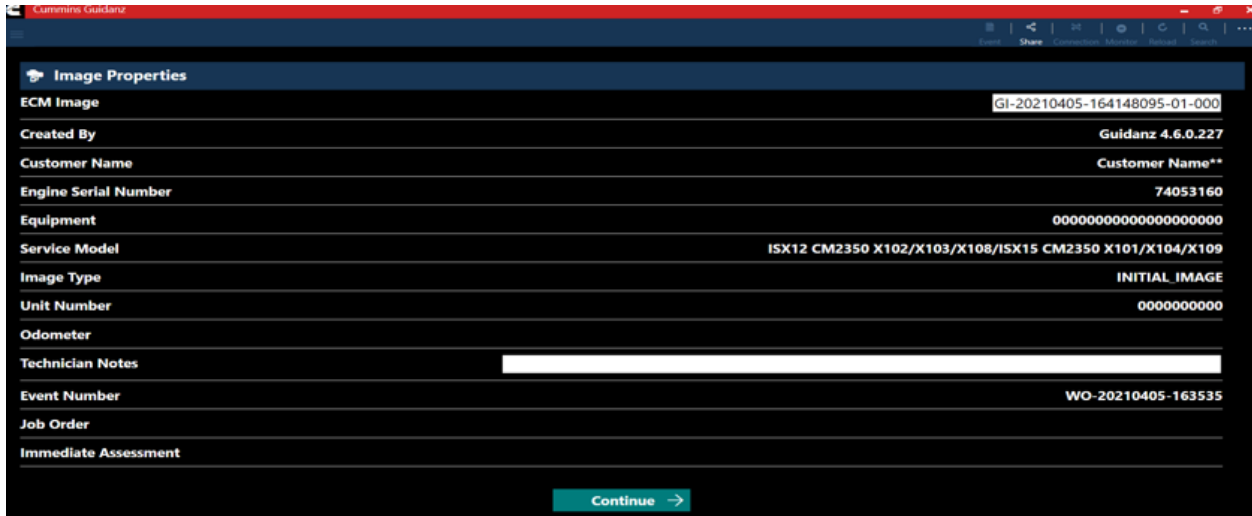 Cummins Guidanz
Event Share Connection Monitor Reload Search
Image Properties
ECM Image GI-20210405-164148095-01-000
Created By Guidanz 4.6.0.227
Customer Name Customer Name**
Engine Serial Number 74053160
Equipment 00000000000000000000
Service Model ISX12 CM2350 X102/X103/X108/ISX15 CM2350 X101/X104/X109
Image Type INITIAL_IMAGE
Unit Number 0000000000
Odometer
Technician Notes
Event Number WO-20210405-163535
Job Order
Immediate Assessment
Continue